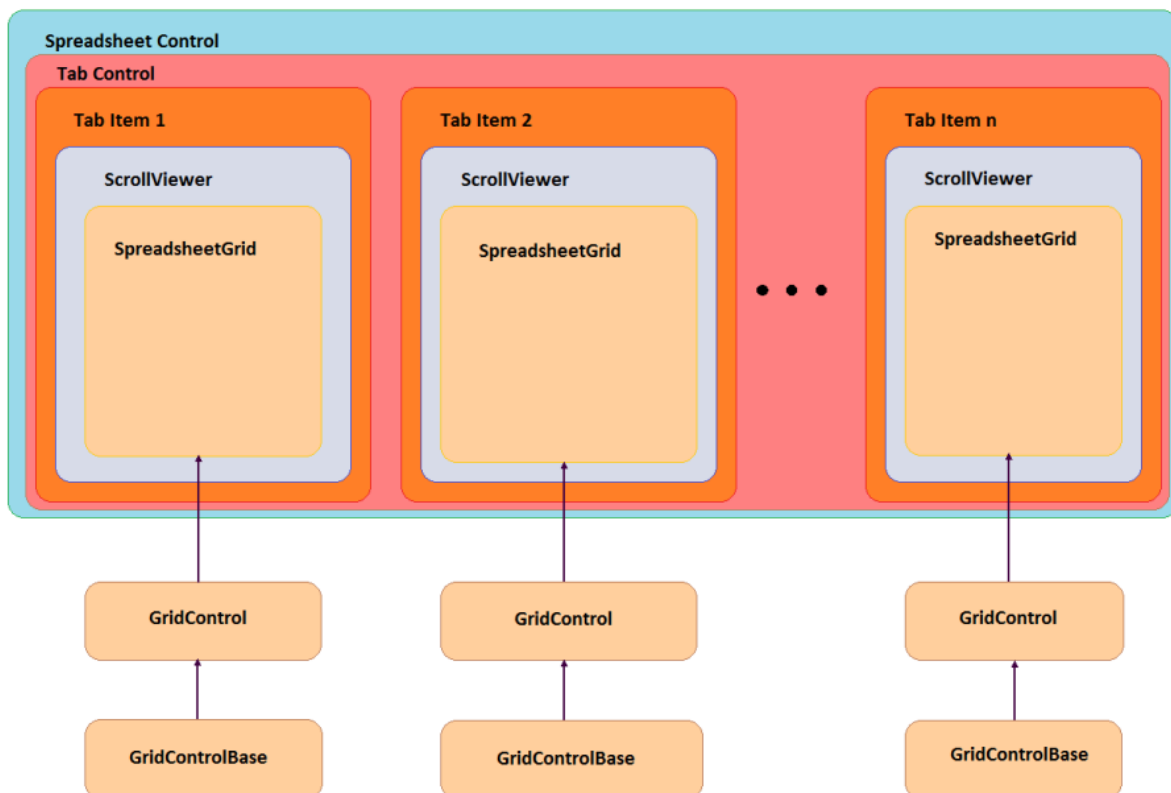 Spreadsheet Control
Tab Control
Tab Item 1
Tab Item 2
Tab Item n
ScrollViewer
ScrollViewer
ScrollViewer
SpreadsheetGrid
SpreadsheetGrid
SpreadsheetGrid
GridControl
GridControl
GridControl
GridControlBase
GridControlBase
GridControlBase